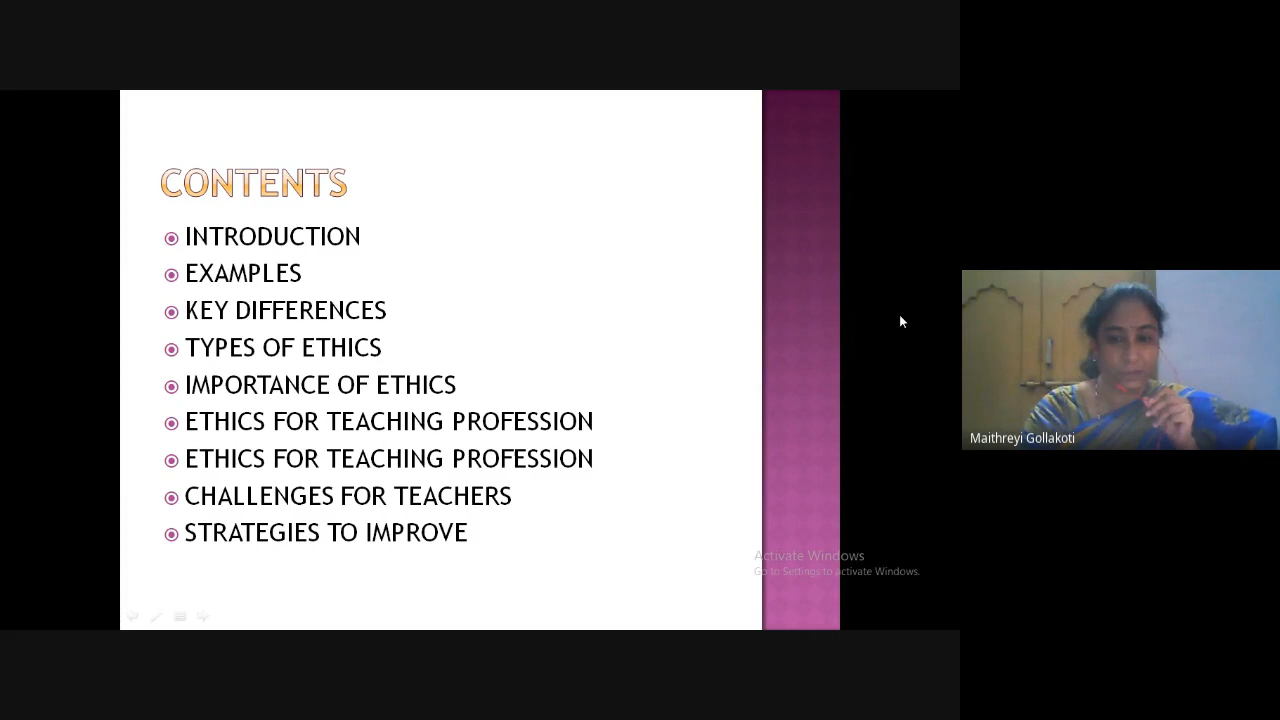 CONTENTS
INTRODUCTION
EXAMPLES
KEY DIFFERENCES
TYPES OF ETHICS
IMPORTANCE OF ETHICS
ETHICS FOR TEACHING PROFESSION
ETHICS FOR TEACHING PROFESSION
CHALLENGES FOR TEACHERS
STRATEGIES TO IMPROVE
Activate Windows
Go to Settings to activate Windows.
Maithreyi Gollakoti